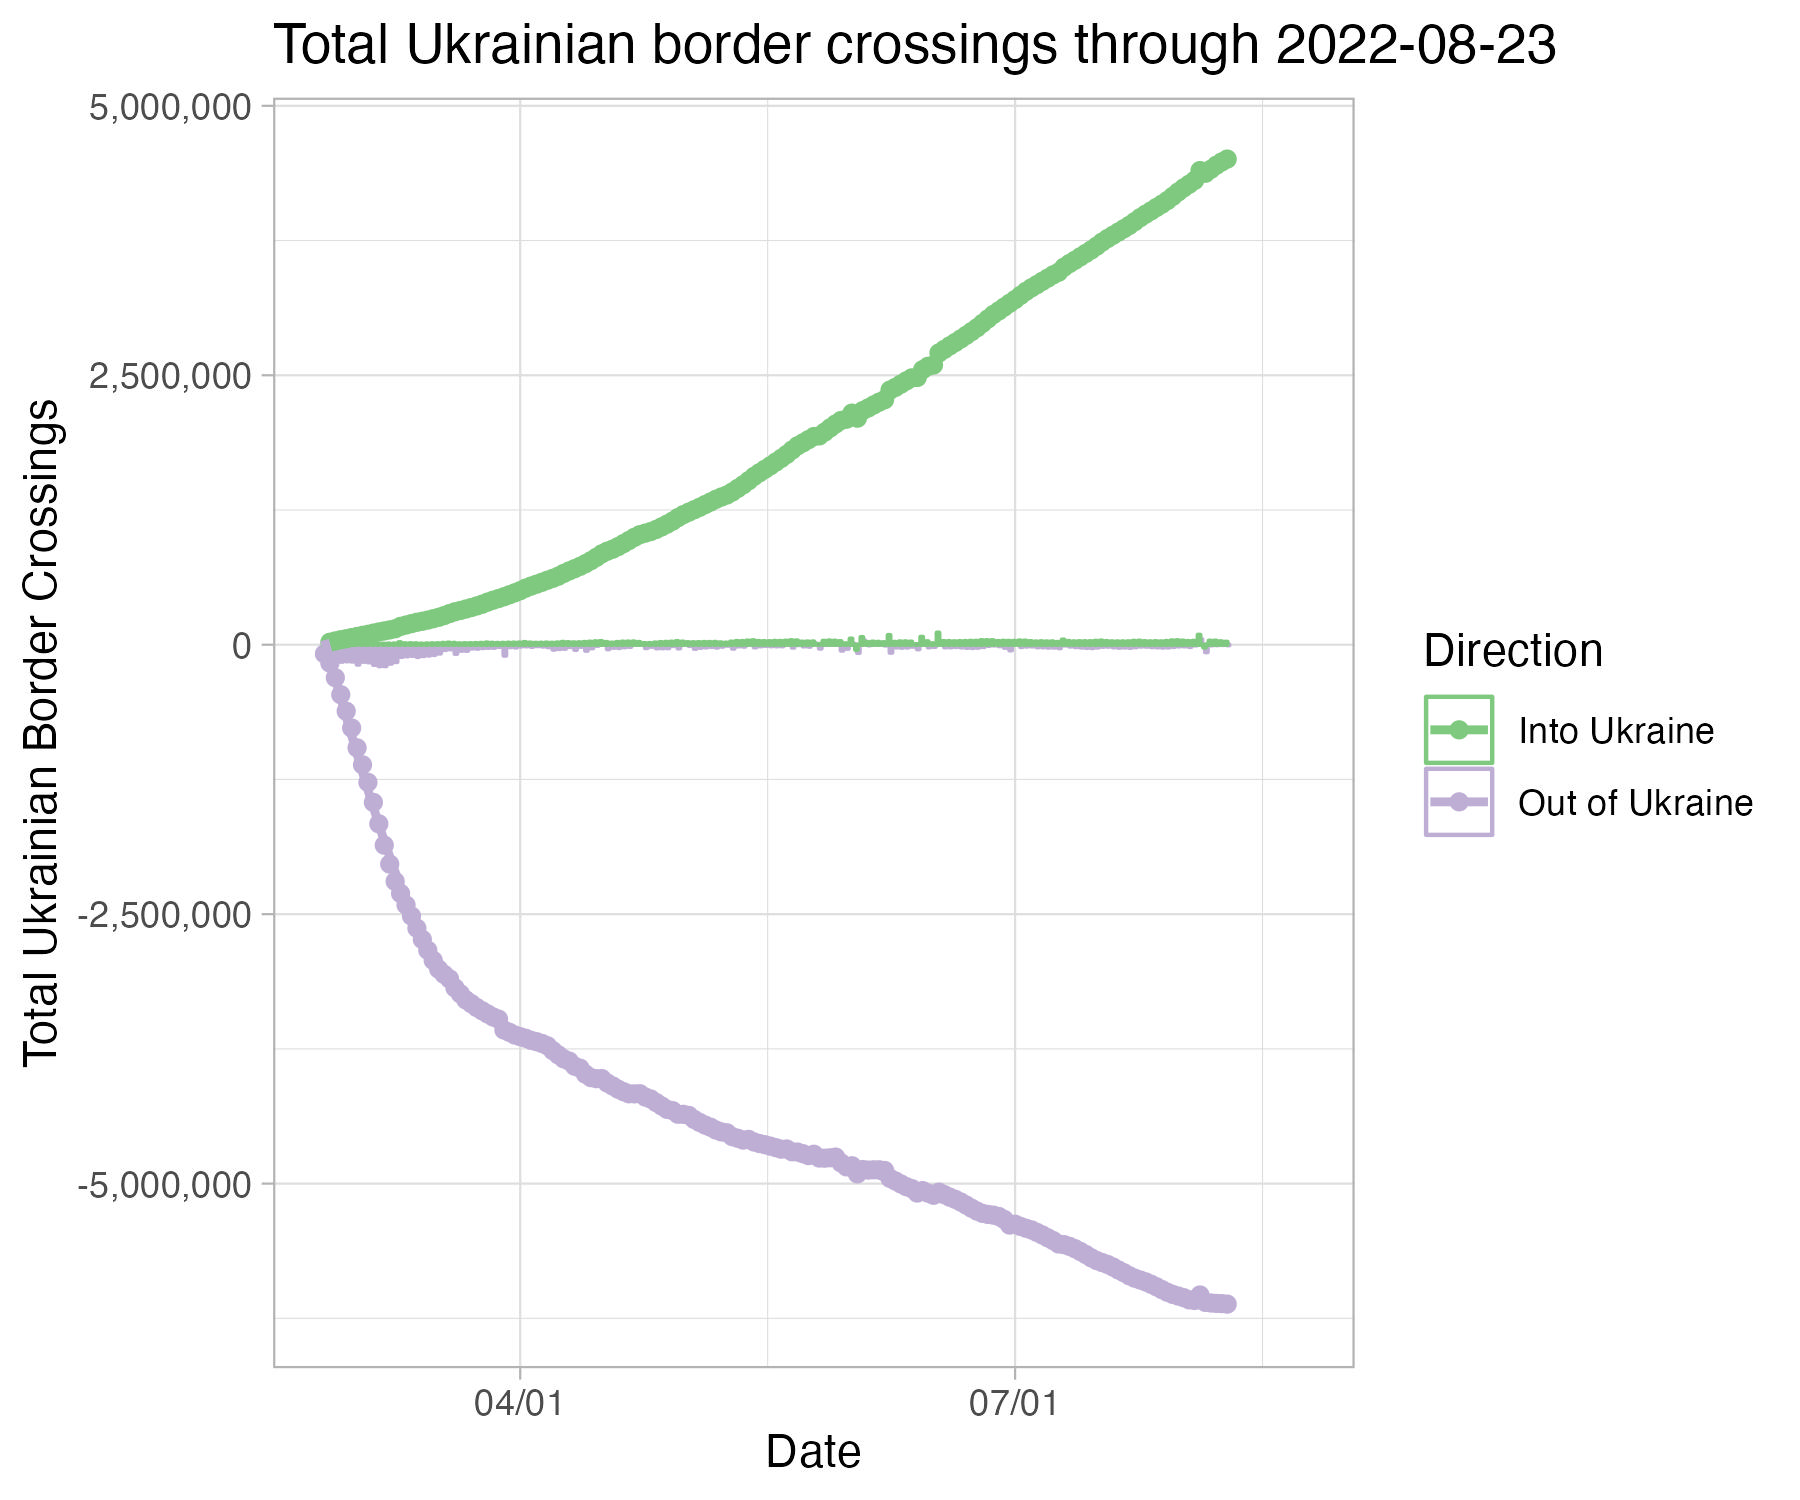 Total Ukrainian border crossings through 2022-08-23
Total Ukrainian Border Crossings
5,000,000
2,500,000
0
-2,500,000
-5,000,000
04/01
07/01
Date
Direction
Into Ukraine
Out of Ukraine